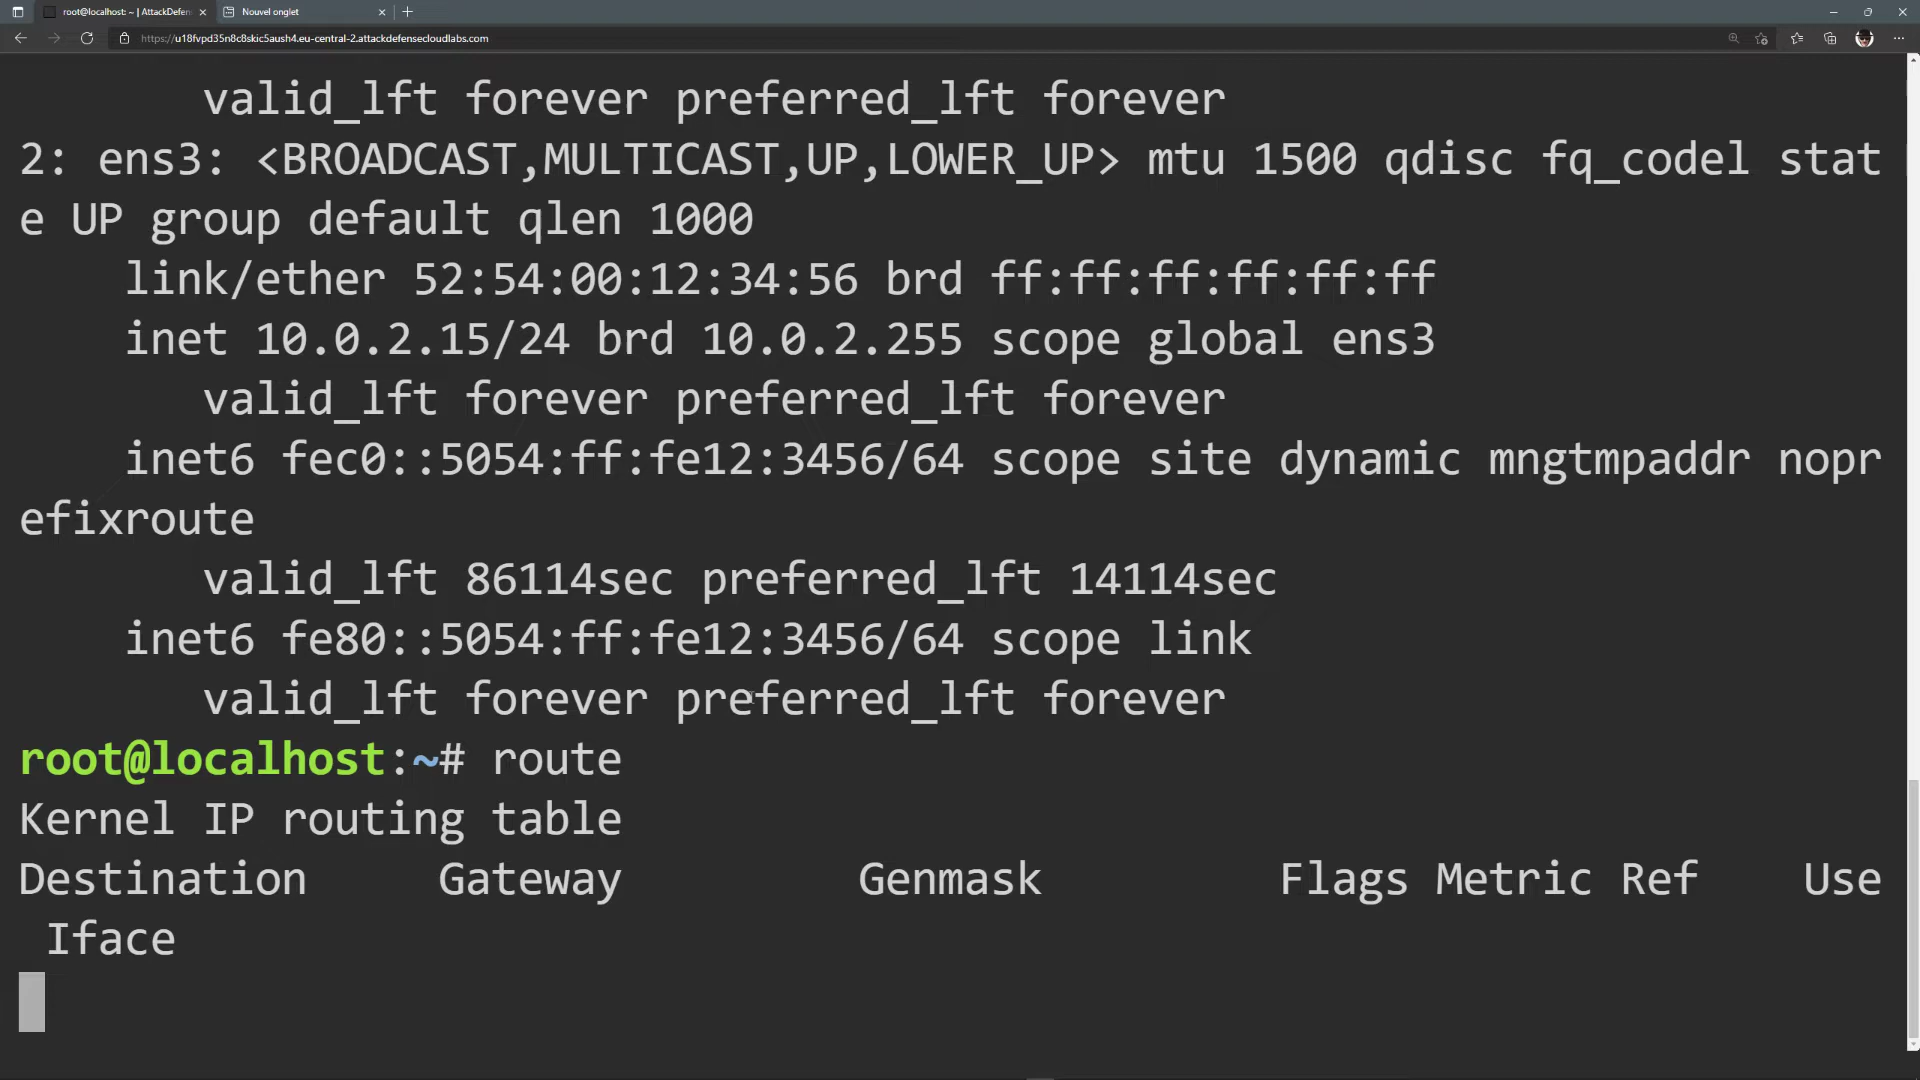 root@localhost: ~ | AttackDefen
Nouvel onglet
https://u18fvpd35n8c8skic5aush4.eu-central-2.attackdefensecloudlabs.com
valid_lft forever preferred_lft forever
2: ens3: <BROADCAST,MULTICAST,UP,LOWER_UP> mtu 1500 qdisc fq_codel stat
e UP group default qlen 1000
link/ether 52:54:00:12:34:56 brd ff:ff:ff:ff:ff:ff
inet 10.0.2.15/24 brd 10.0.2.255 scope global ens3
valid_lft forever preferred_lft forever
inet6 fec0::5054:ff:fe12:3456/64 scope site dynamic mngtmpaddr nopr
efixroute
valid_lft 86114sec preferred_lft 14114sec
inet6 fe80::5054:ff:fe12:3456/64 scope link
valid_lft forever preferred_lft forever
root@localhost:~# route
Kernel IP routing table
Destination Gateway Genmask Flags Metric Ref Use
Iface